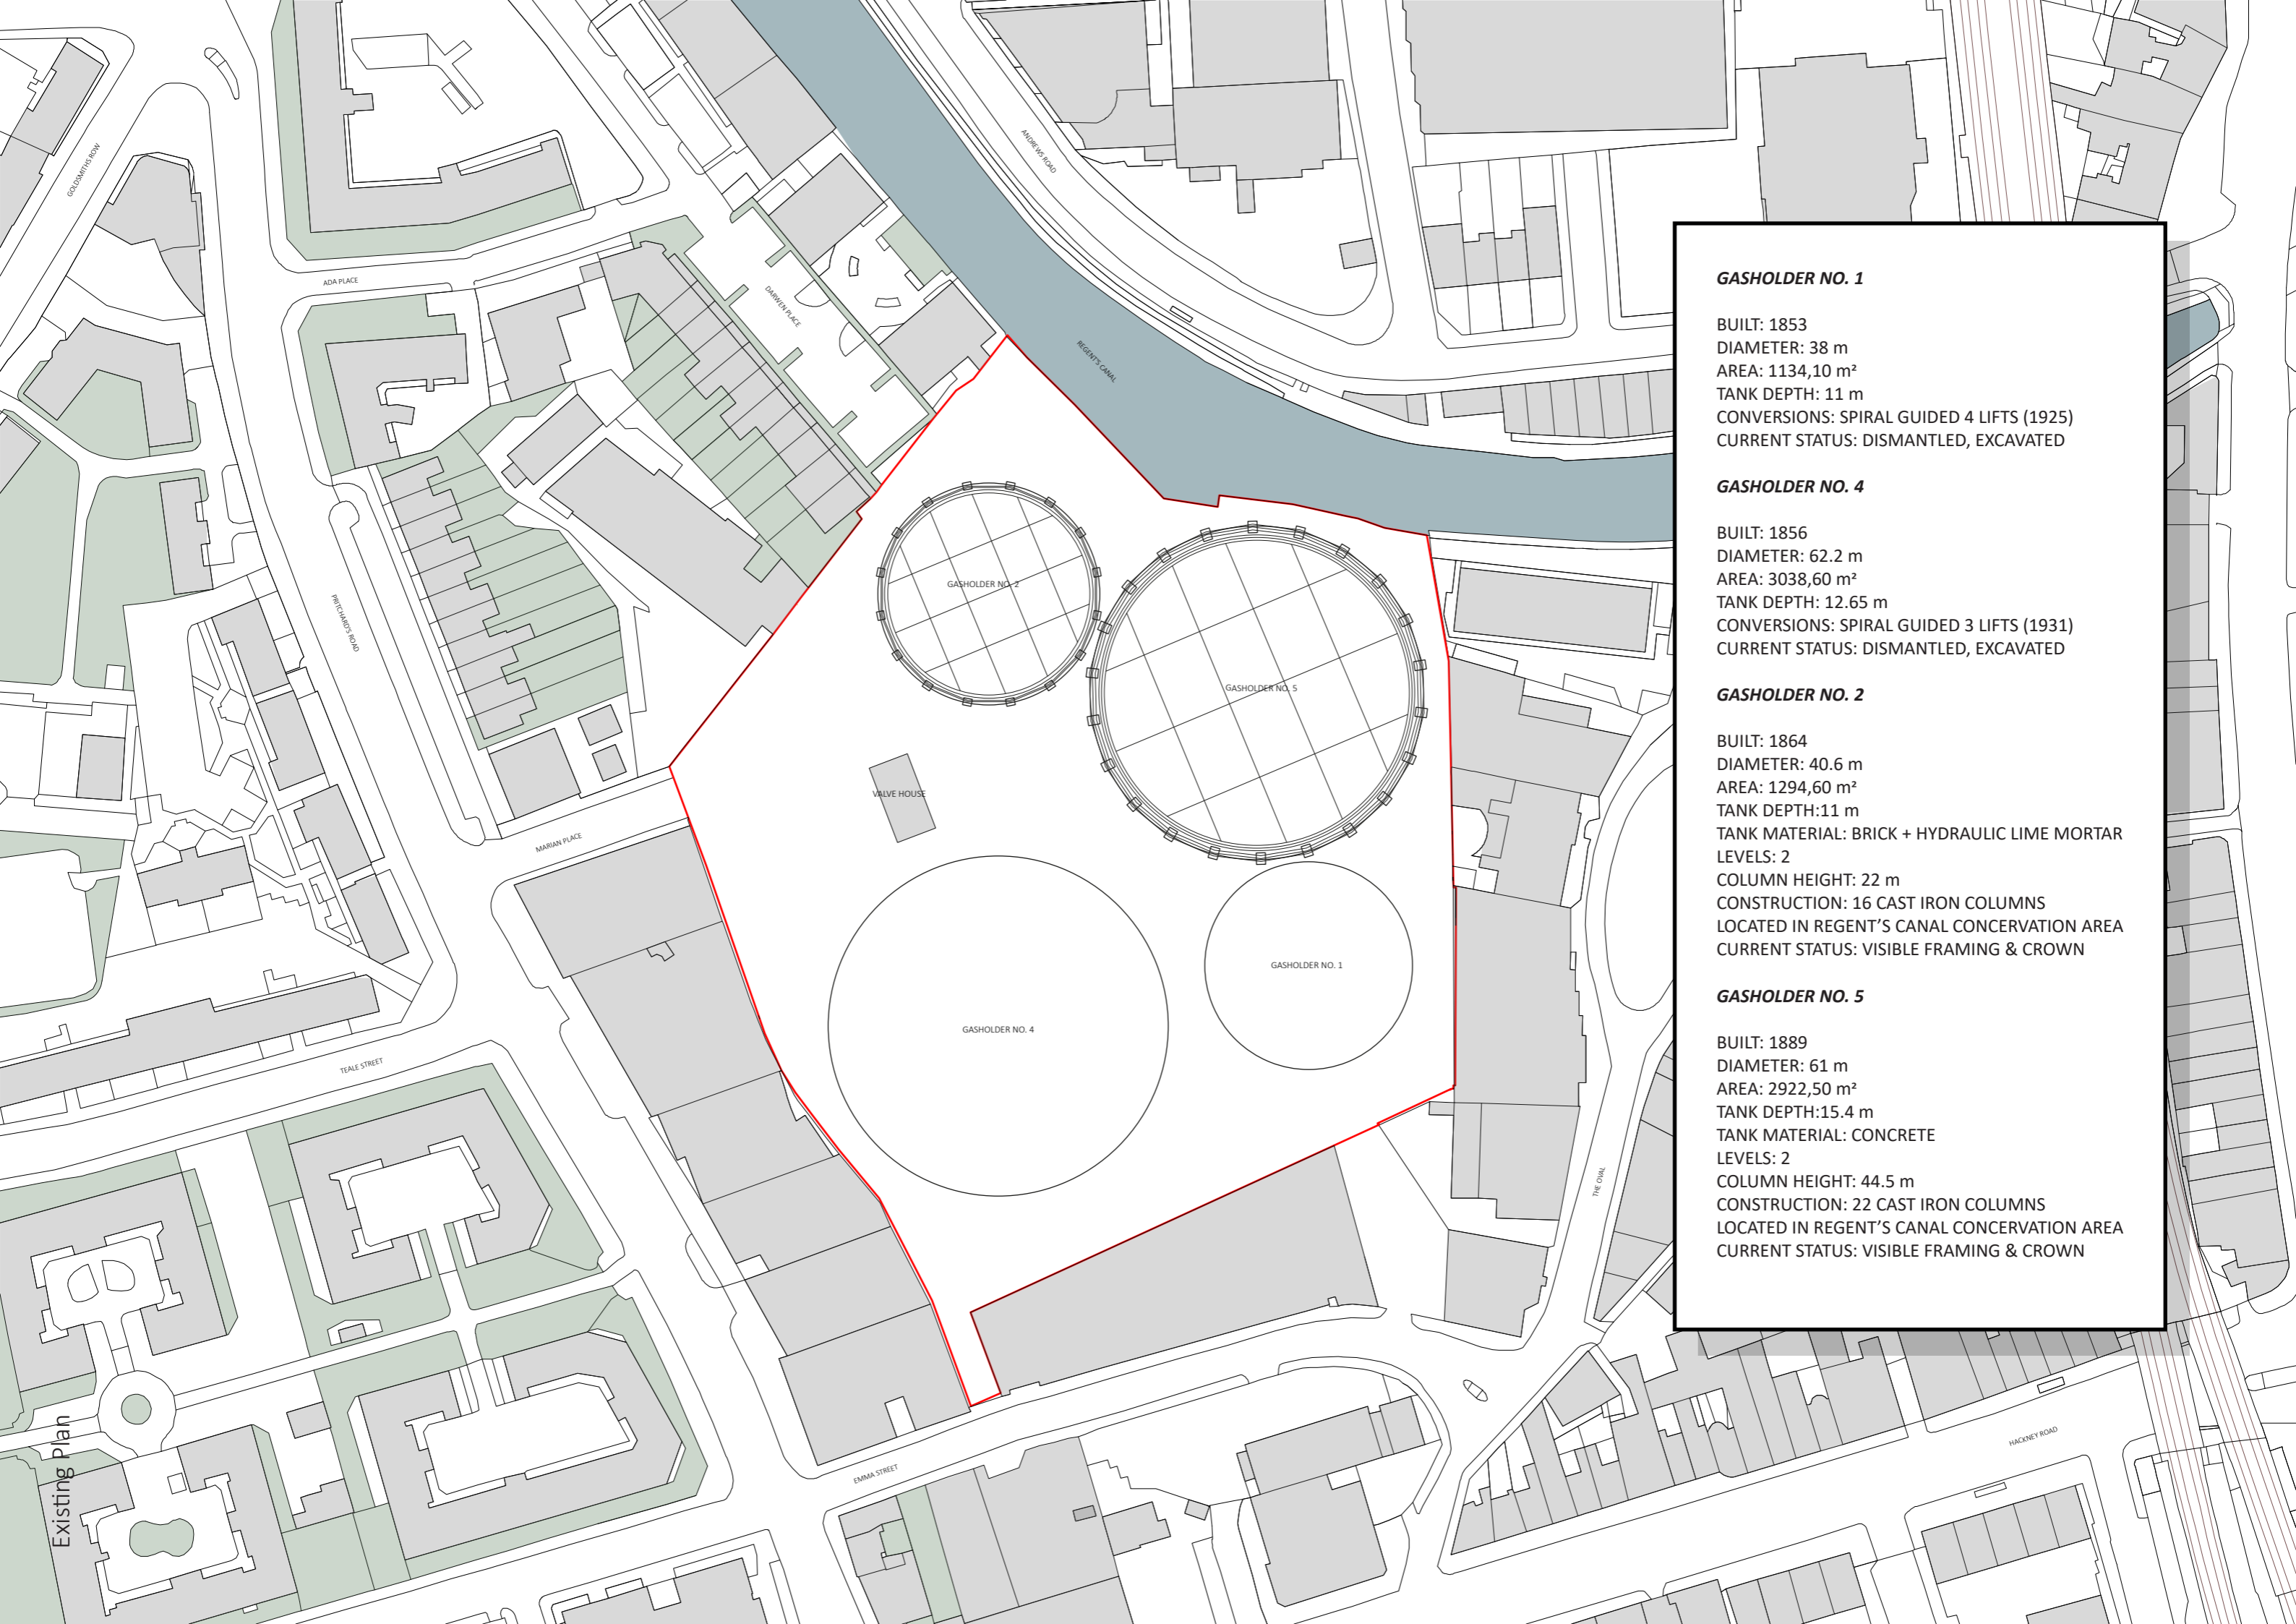 GOLDSMITHS ROW
ADA PLACE
DARWEN PLACE
ANDREWS ROAD
REGENT'S CANAL
PRITCHARD'S ROAD
GASHOLDER NO. 2
GASHOLDER NO. 5
VALVE HOUSE
MARIAN PLACE
GASHOLDER NO. 1
GASHOLDER NO. 4
TEALE STREET
THE OVAL
EMMA STREET
HACKNEY ROAD
Existing Plan
GASHOLDER NO. 1
BUILT: 1853
DIAMETER: 38 m
AREA: 1134,10 m²
TANK DEPTH: 11 m
CONVERSIONS: SPIRAL GUIDED 4 LIFTS (1925)
CURRENT STATUS: DISMANTLED, EXCAVATED
GASHOLDER NO. 4
BUILT: 1856
DIAMETER: 62.2 m
AREA: 3038,60 m²
TANK DEPTH: 12.65 m
CONVERSIONS: SPIRAL GUIDED 3 LIFTS (1931)
CURRENT STATUS: DISMANTLED, EXCAVATED
GASHOLDER NO. 2
BUILT: 1864
DIAMETER: 40.6 m
AREA: 1294,60 m²
TANK DEPTH:11 m
TANK MATERIAL: BRICK + HYDRAULIC LIME MORTAR
LEVELS: 2
COLUMN HEIGHT: 22 m
CONSTRUCTION: 16 CAST IRON COLUMNS
LOCATED IN REGENT’S CANAL CONCERVATION AREA
CURRENT STATUS: VISIBLE FRAMING & CROWN
GASHOLDER NO. 5
BUILT: 1889
DIAMETER: 61 m
AREA: 2922,50 m²
TANK DEPTH:15.4 m
TANK MATERIAL: CONCRETE
LEVELS: 2
COLUMN HEIGHT: 44.5 m
CONSTRUCTION: 22 CAST IRON COLUMNS
LOCATED IN REGENT’S CANAL CONCERVATION AREA
CURRENT STATUS: VISIBLE FRAMING & CROWN